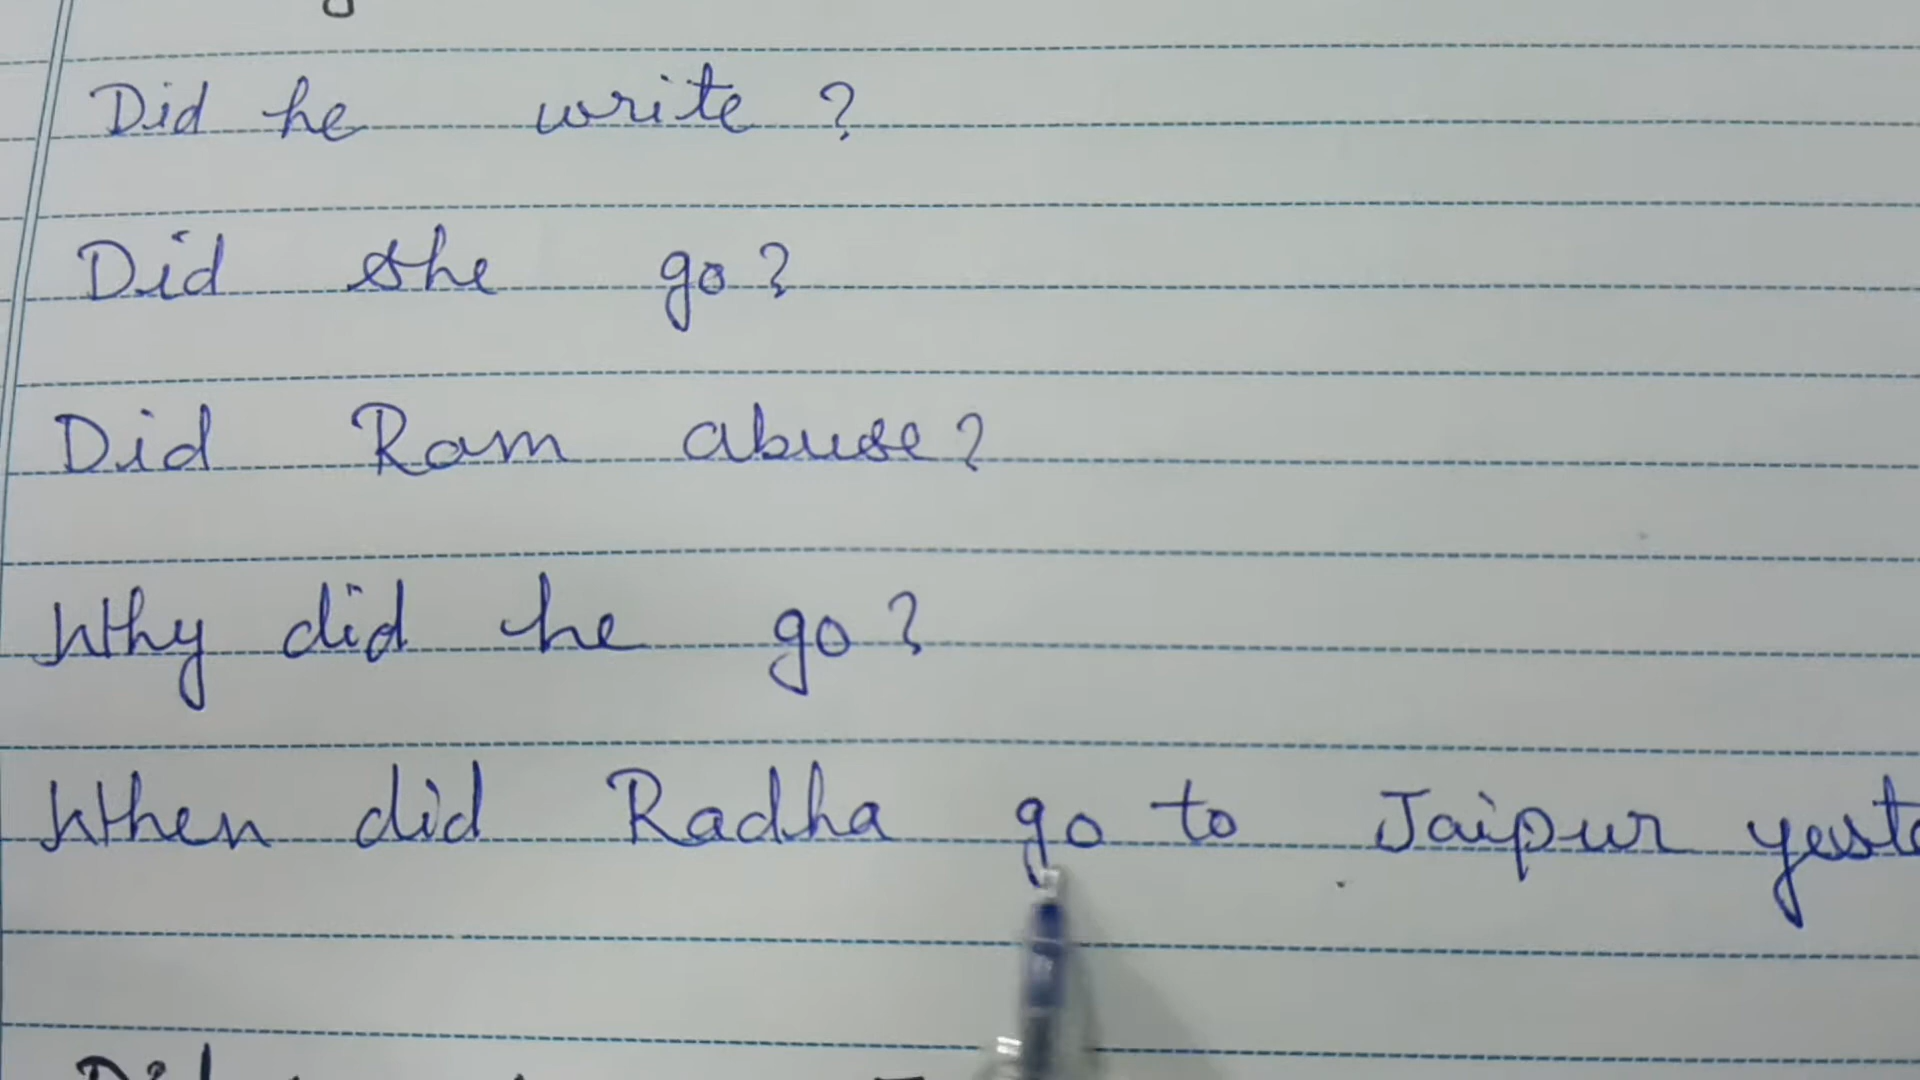 Did he write ?
Did she go?
Did Ram abuse?
Why did he go?
When did Radha go to Jaipur yeste